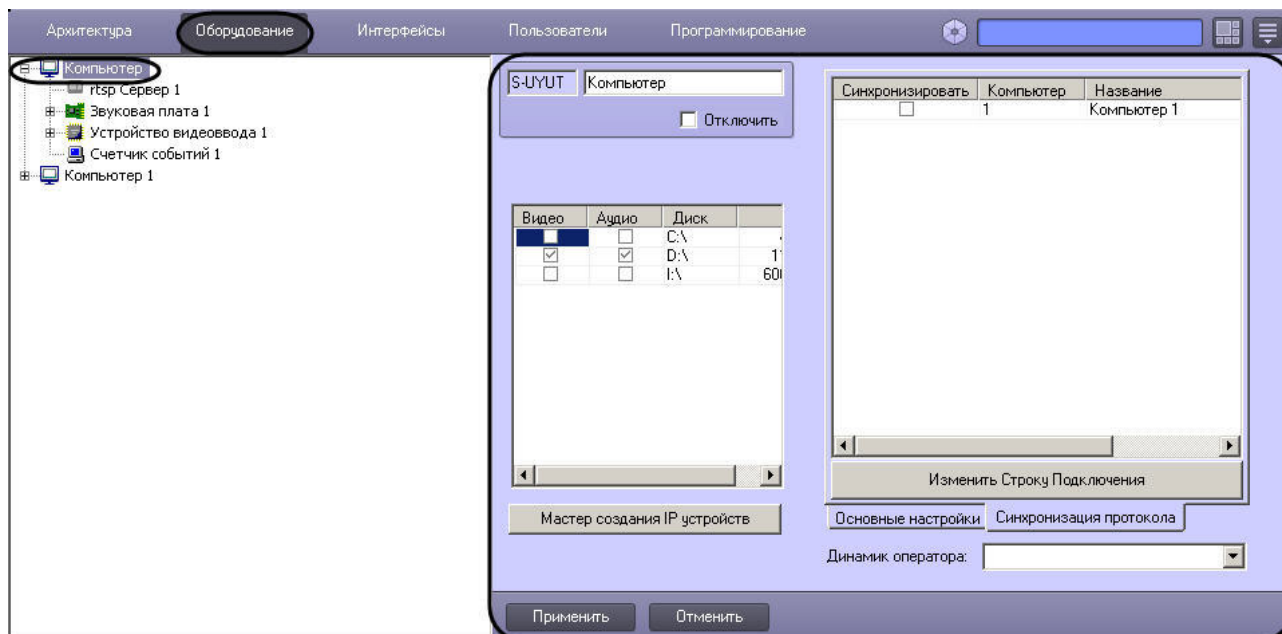 Архитектура Оборудование Интерфейсы Пользователи Программирование
Компьютер
rtsp Сервер 1
Звуковая плата 1
Устройство видеоввода 1
Счетчик событий 1
Компьютер 1
S-UYUT Компьютер
Отключить
Видео Аудио Диск
C:\
D:\ 1
I:\ 60
Мастер создания IP устройств
Синхронизировать Компьютер Название
1 Компьютер 1
Изменить Строку Подключения
Основные настройки Синхронизация протокола
Динамик оператора:
Применить Отменить